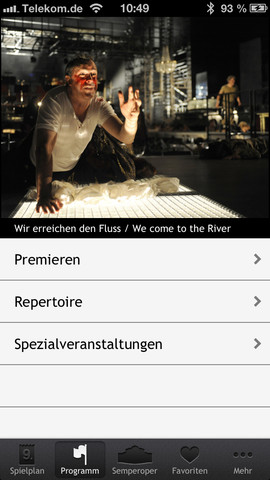 Telekom.de 10:49 93 %
Wir erreichen den Fluss / We come to the River
Premieren
Repertoire
Spezialveranstaltungen
9.
Spielplan Programm Semperoper Favoriten Mehr